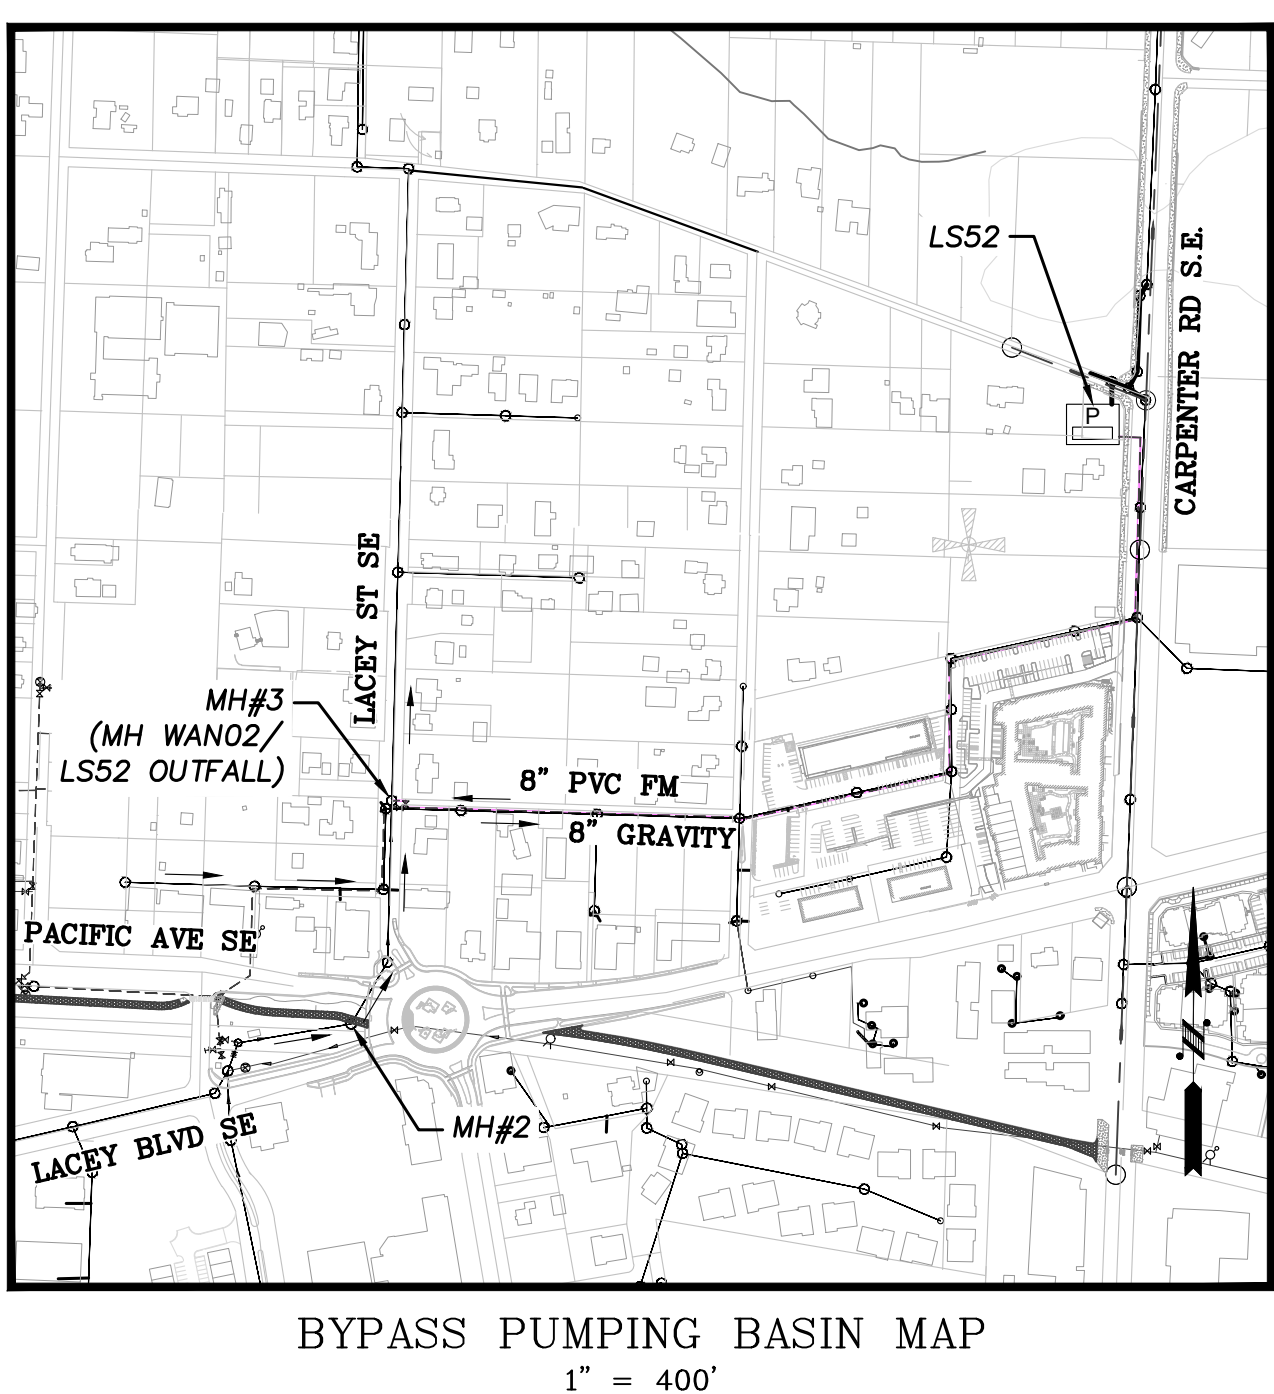 LS52
CARPENTER RD S.E.
P
LACEY ST SE
MH#3
(MH WAN02/
LS52 OUTFALL)
8" PVC FM
8" GRAVITY
PACIFIC AVE SE
MH#2
LACEY BLVD SE
BYPASS PUMPING BASIN MAP
1" = 400'